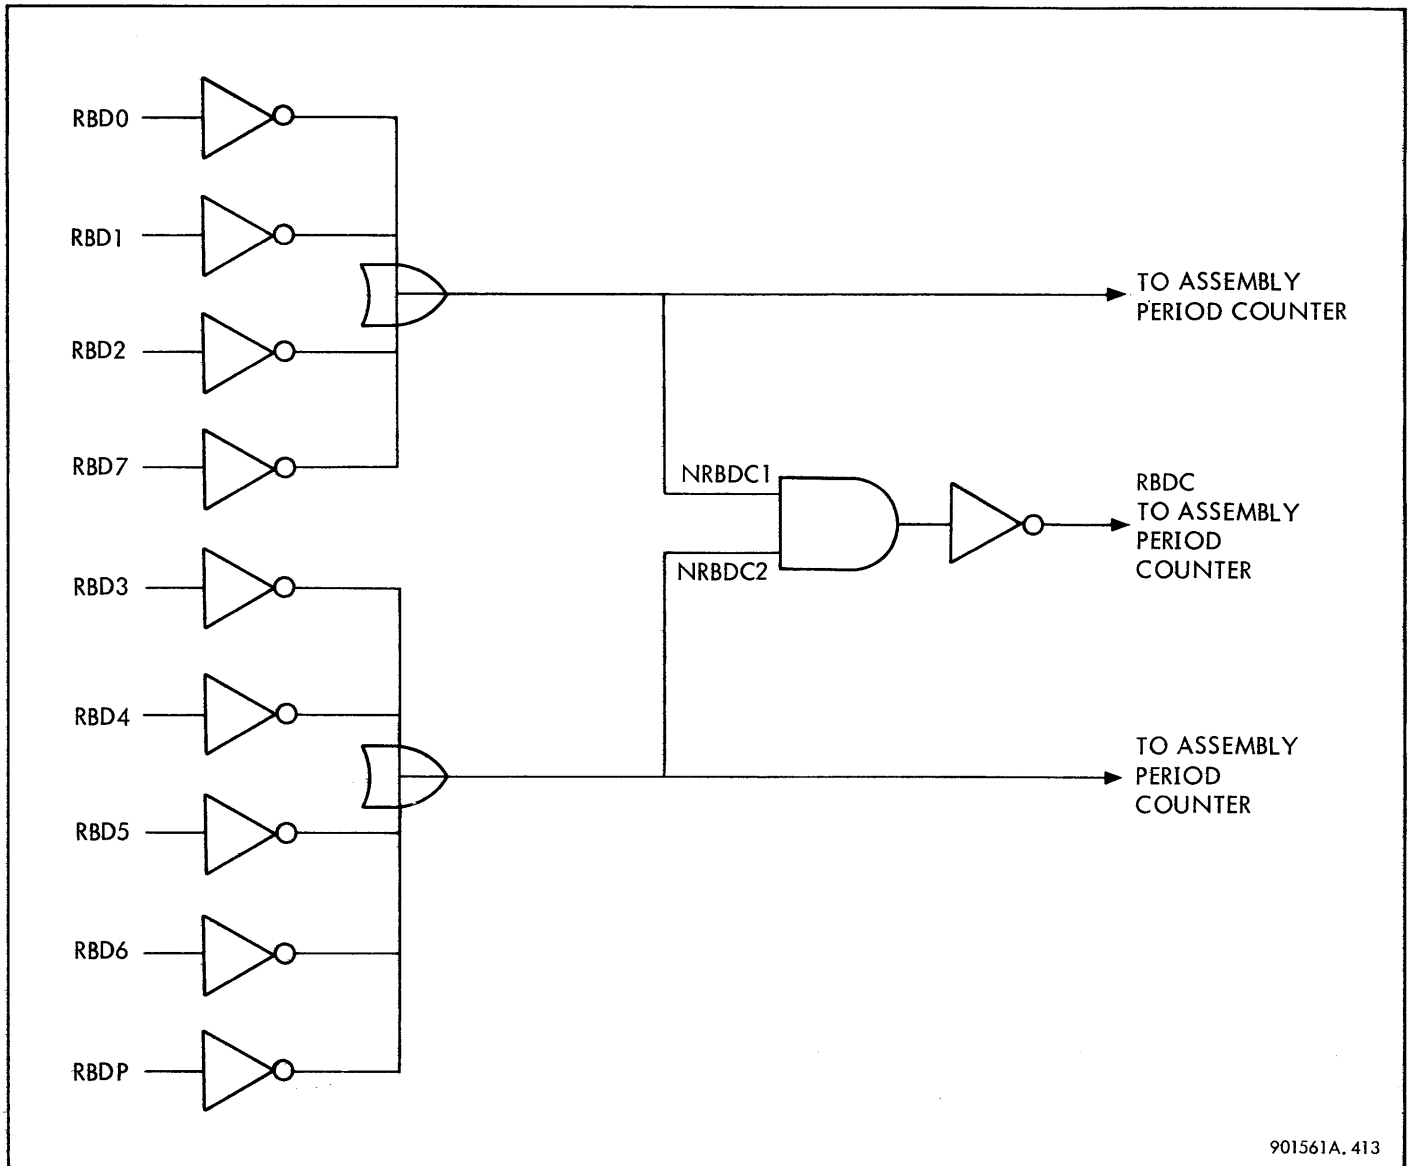 RBD0
RBD1
RBD2
RBD7
RBD3
RBD4
RBD5
RBD6
RBDP
TO ASSEMBLY
PERIOD COUNTER
NRBDC1
NRBDC2
RBDC
TO ASSEMBLY
PERIOD
COUNTER
TO ASSEMBLY
PERIOD
COUNTER
901561A. 413